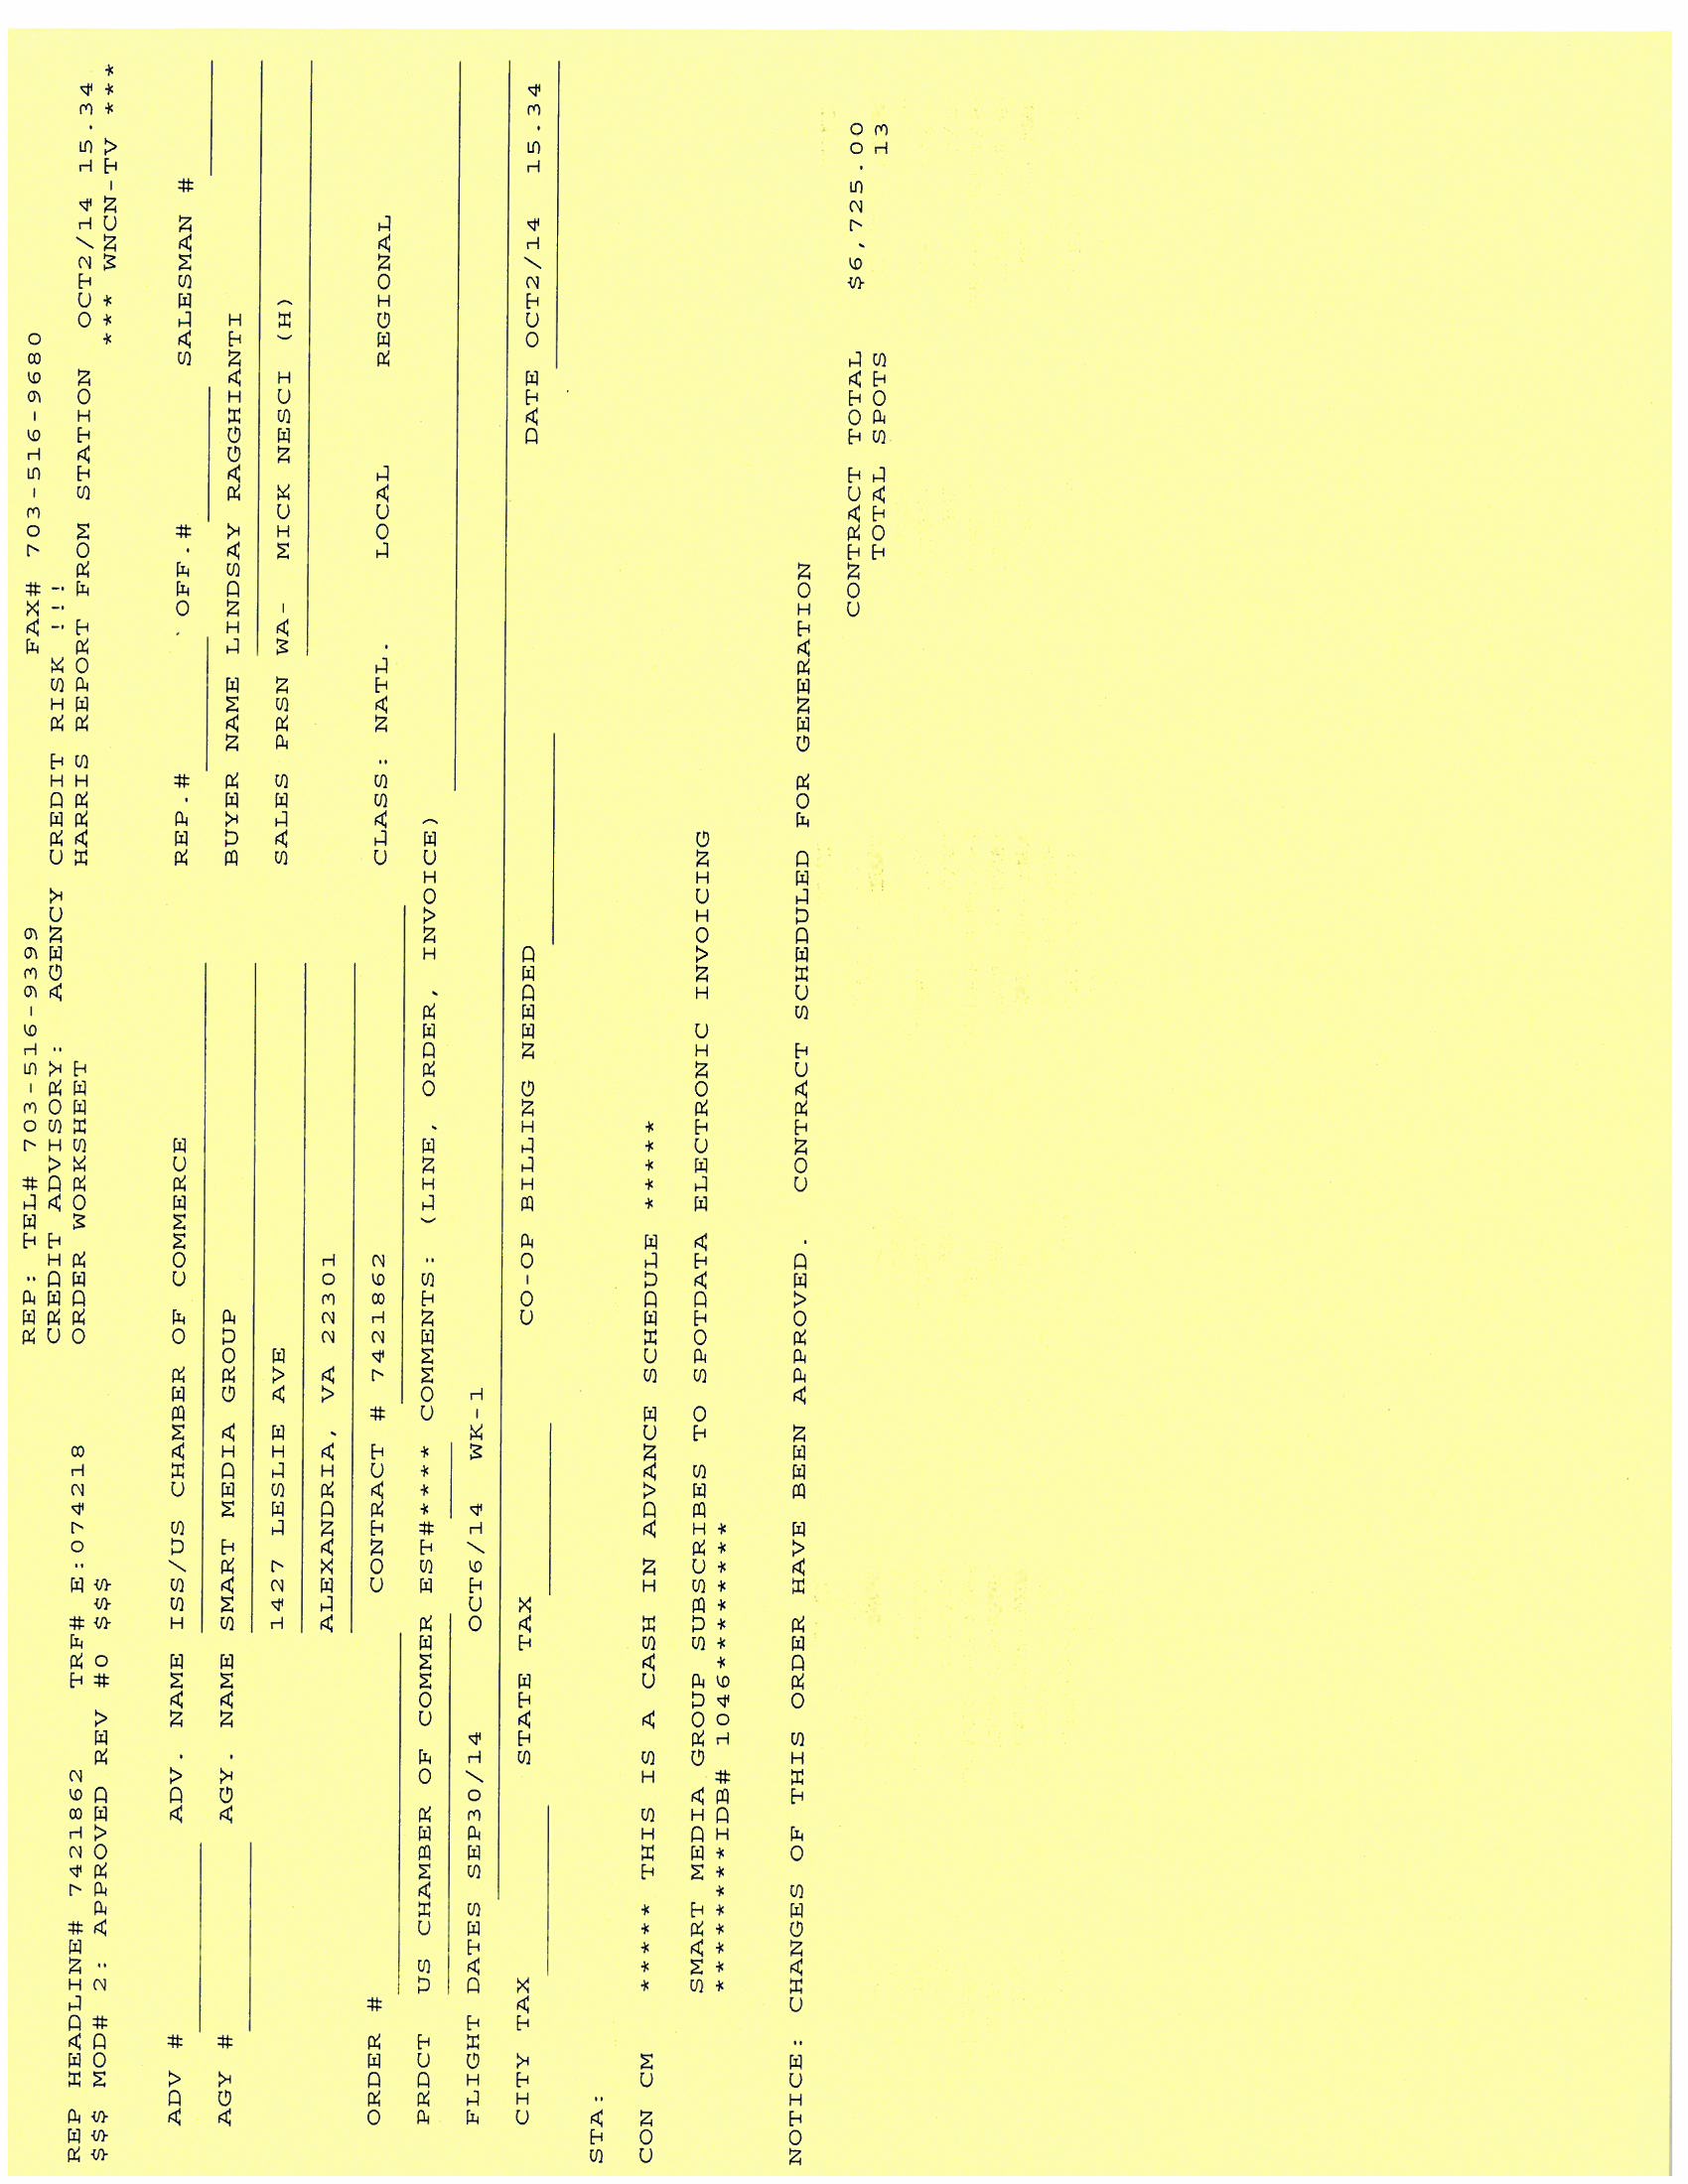 REP: TEL# 703-516-9399 FAX# 703-516-9680
CREDIT ADVISORY: AGENCY CREDIT RISK !!!
REP HEADLINE# 7421862 TRF# E:074218 ORDER WORKSHEET HARRIS REPORT FROM STATION OCT2/14 15.34
$$$ MOD# 2: APPROVED REV #0 $$$ *** WNCN-TV ***
ADV # ADV. NAME ISS/US CHAMBER OF COMMERCE REP.# OFF.# SALESMAN #
AGY # AGY. NAME SMART MEDIA GROUP BUYER NAME LINDSAY RAGGHIANTI
1427 LESLIE AVE SALES PRSN WA- MICK NESCI (H)
ALEXANDRIA, VA 22301
ORDER # CONTRACT # 7421862 CLASS: NATL. LOCAL REGIONAL
PRDCT US CHAMBER OF COMMER EST#**** COMMENTS: (LINE, ORDER, INVOICE)
FLIGHT DATES SEP30/14 OCT6/14 WK-1
CITY TAX STATE TAX CO-OP BILLING NEEDED DATE OCT2/14 15.34
STA:
CON CM ***** THIS IS A CASH IN ADVANCE SCHEDULE *****
SMART MEDIA GROUP SUBSCRIBES TO SPOTDATA ELECTRONIC INVOICING
*********IDB# 1046*********
NOTICE: CHANGES OF THIS ORDER HAVE BEEN APPROVED. CONTRACT SCHEDULED FOR GENERATION
CONTRACT TOTAL $6,725.00
TOTAL SPOTS 13